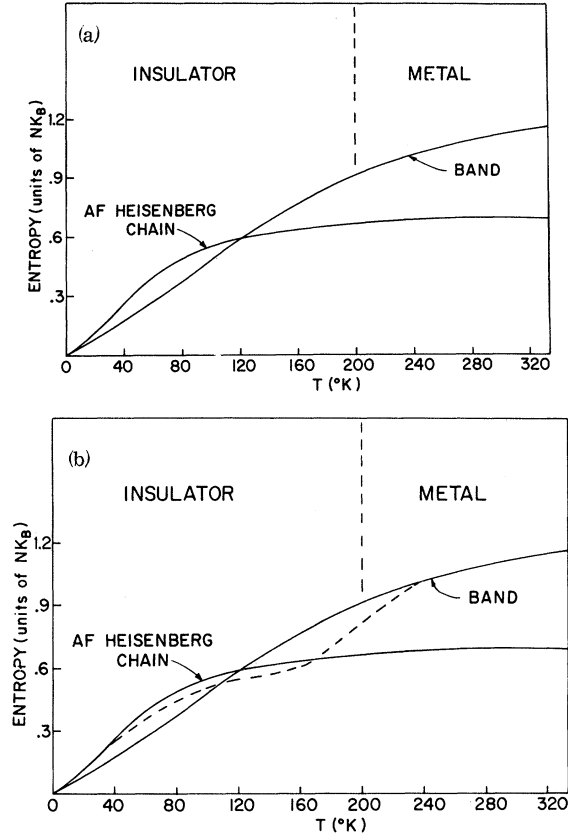 (a)
INSULATOR
METAL
ENTROPY (units of NKB)
1.2
.9
.6
.3
BAND
AF HEISENBERG
CHAIN
0 40 80 120 160 200 240 280 320
T (°K)
(b)
INSULATOR
METAL
ENTROPY (units of NKB)
1.2
.9
.6
.3
BAND
AF HEISENBERG
CHAIN
0 40 80 120 160 200 240 280 320
T (°K)